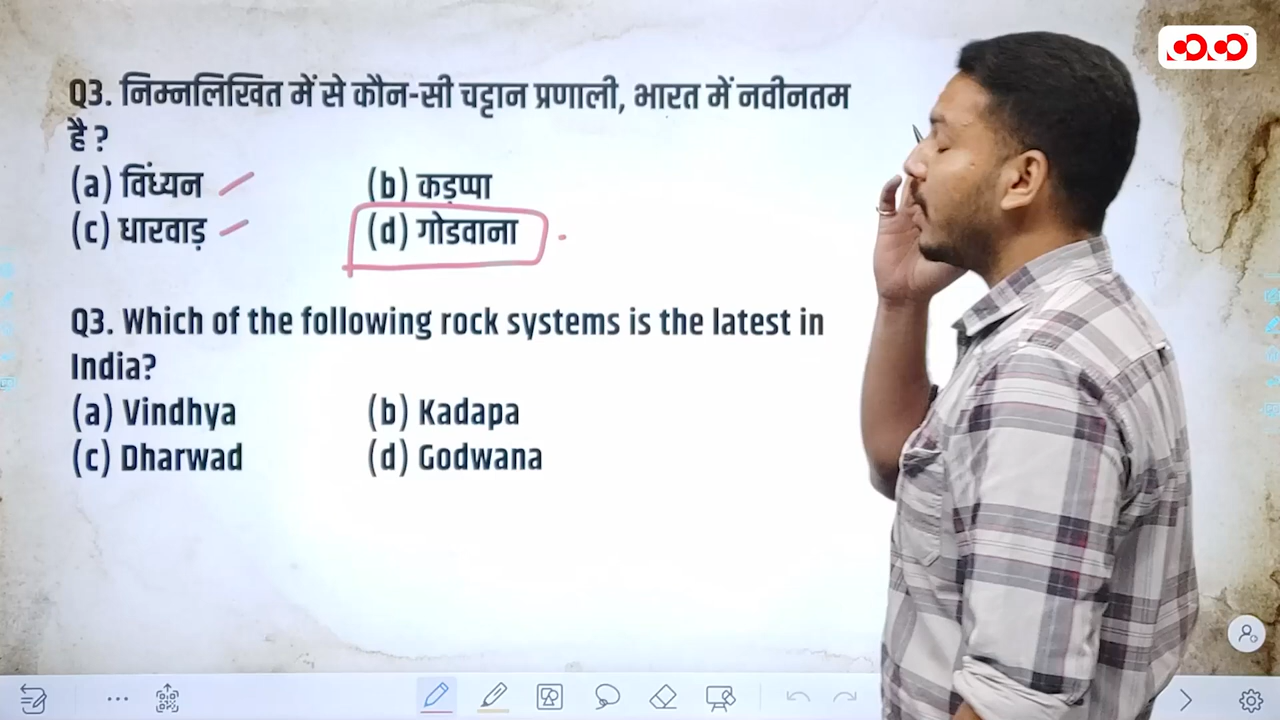 Q3. निम्नलिखित में से कौन-सी चट्टान प्रणाली, भारत में नवीनतम
है ?
(a) विंध्यन (b) कड़प्पा
(c) धारवाड़ (d) गोडवाना
Q3. Which of the following rock systems is the latest in
India?
(a) Vindhya (b) Kadapa
(c) Dharwad (d) Godwana